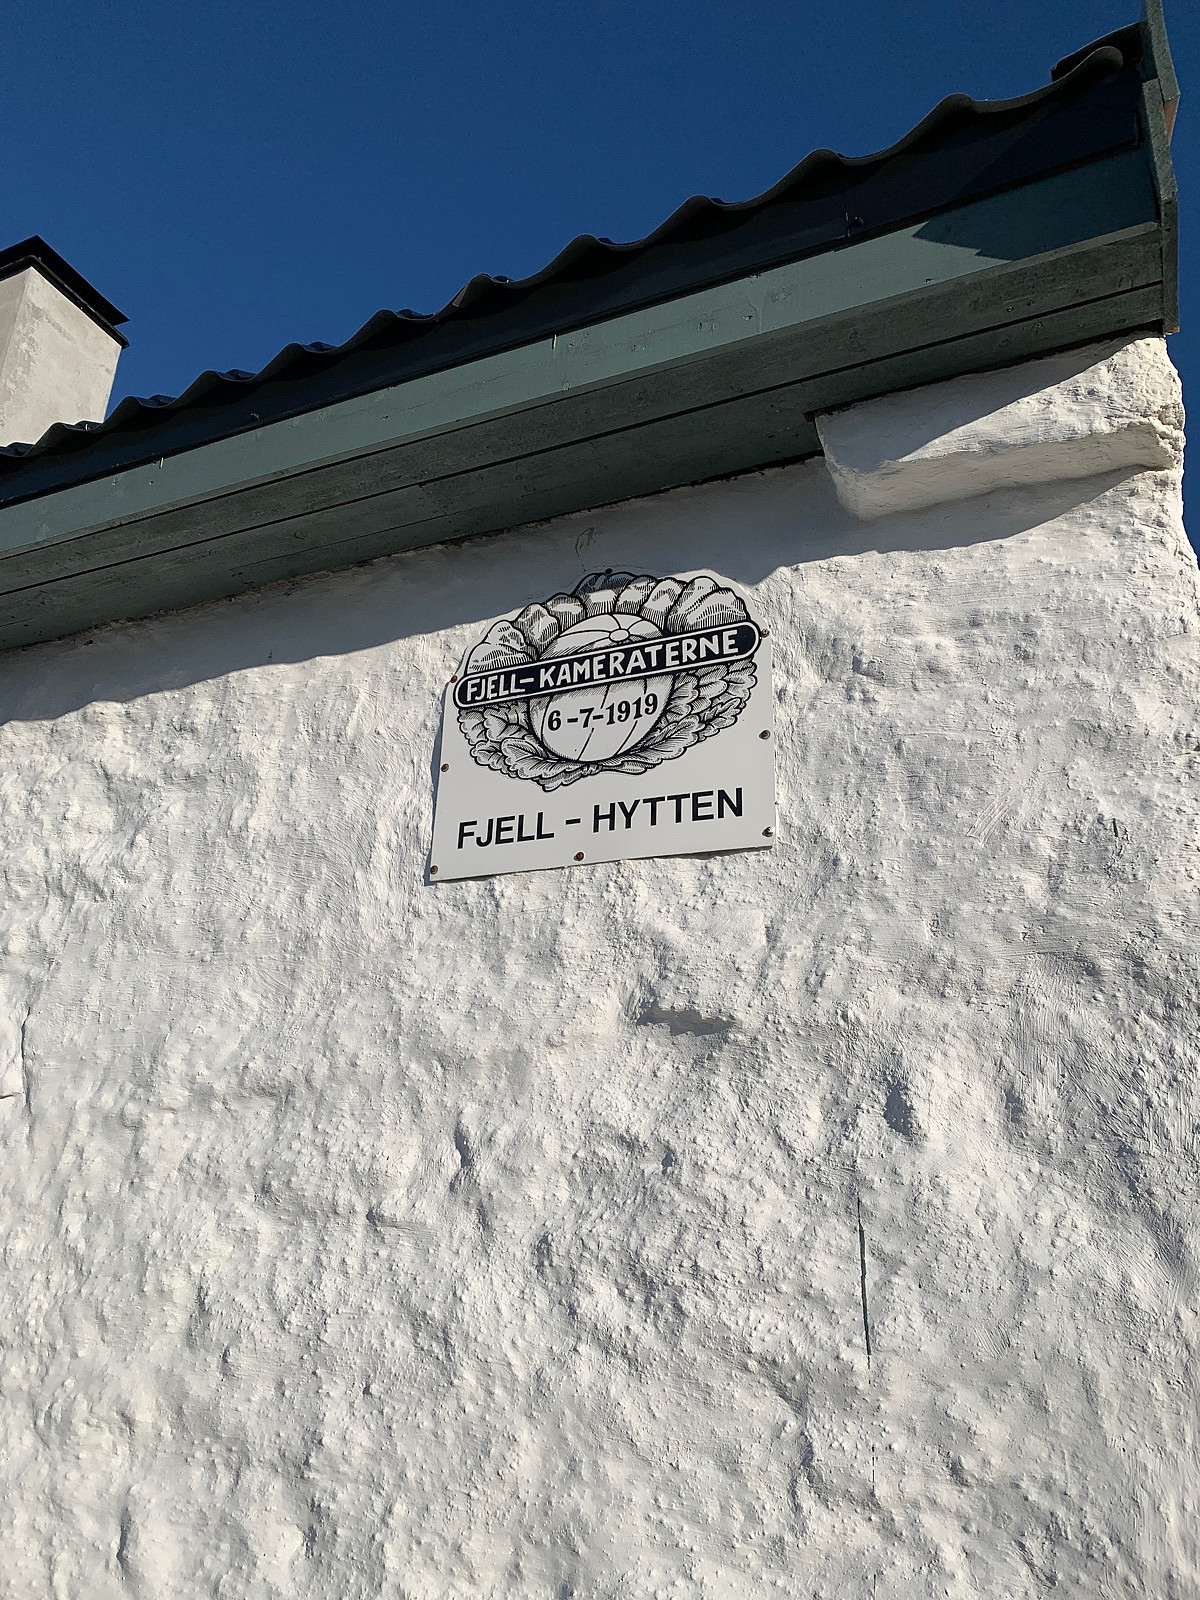 FJELL-KAMERATERNE
6-7-1919
FJELL - HYTTEN